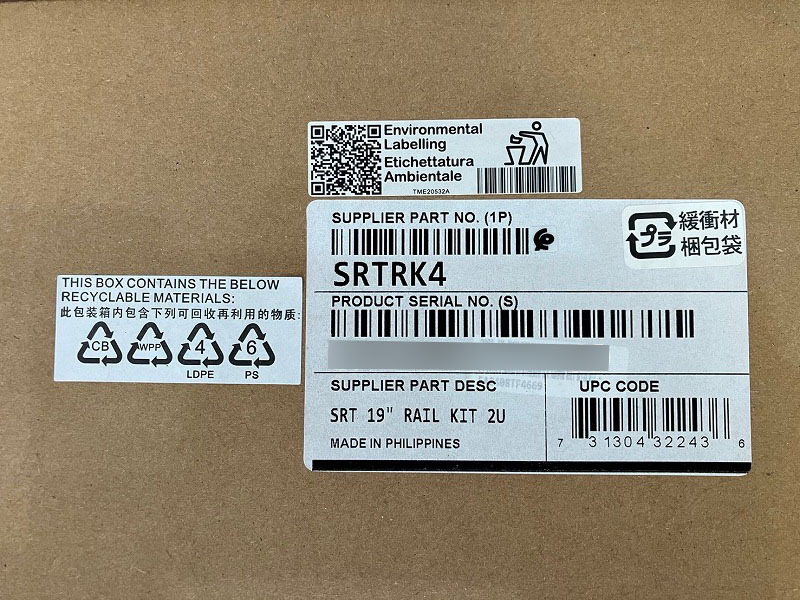 Environmental
Labelling
Etichettatura
Ambientale
TME20532A
SUPPLIER PART NO. (1P)
SRTRK4
プラ
緩衝材
梱包袋
PRODUCT SERIAL NO. (S)
SUPPLIER PART DESC
SRT 19" RAIL KIT 2U
MADE IN PHILIPPINES
UPC CODE
7 31304 32243 6
THIS BOX CONTAINS THE BELOW
RECYCLABLE MATERIALS:
此包装箱内包含下列可回收再利用的物质:
CB
WPP
4
LDPE
6
PS